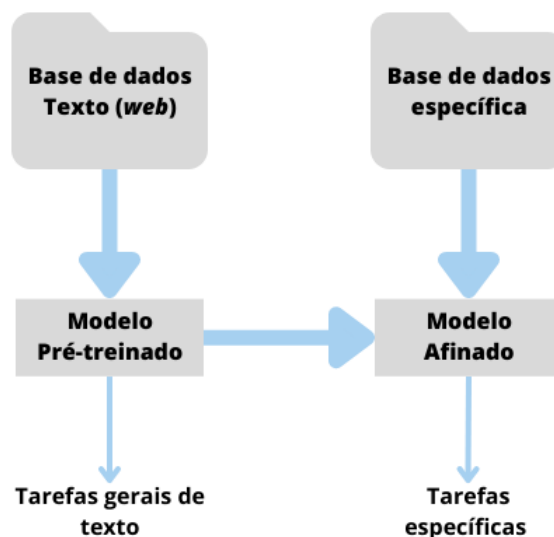 Base de dados
Texto (web)
Base de dados
específica
Modelo
Pré-treinado
Modelo
Afinado
Tarefas gerais de
texto
Tarefas
específicas